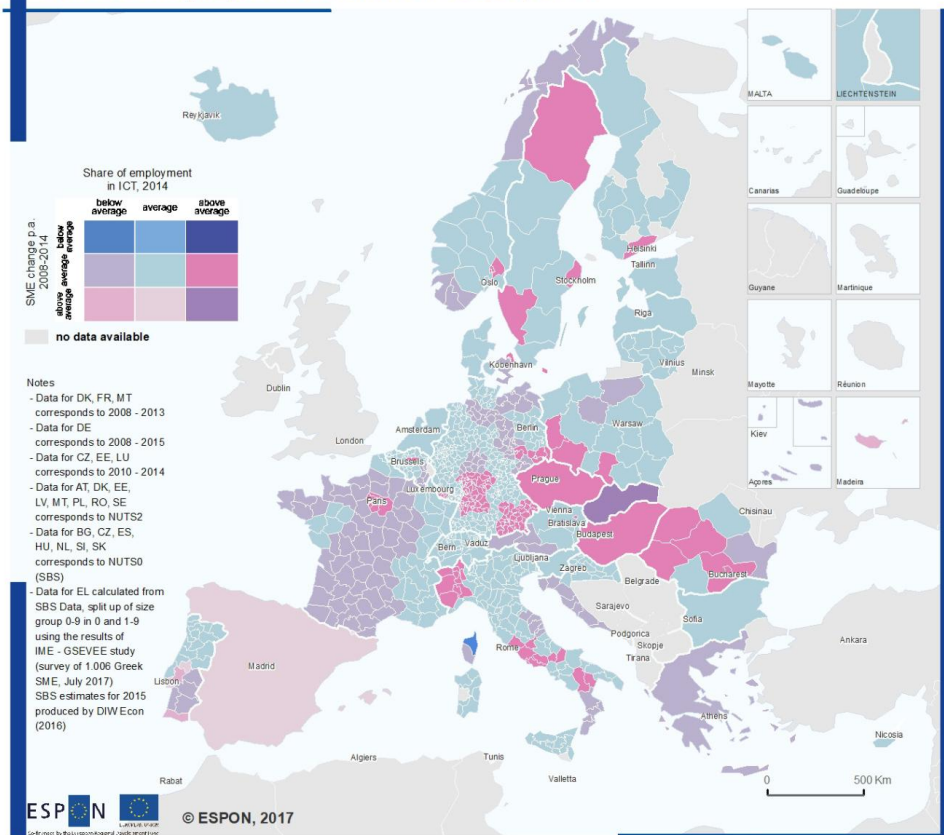 MALTA
LIECHTENSTEIN
Reykjavik
Canarias
Guadeloupe
Share of employment
in ICT, 2014
below
average
average
above
average
SME change p.a.
2008-2014
below
average
average
above
average
no data available
Guyane
Martinique
Mayotte
Réunion
Kiev
Açores
Madeira
Helsinki
Tallinn
Oslo
Stockholm
Riga
Vilnius
København
Minsk
Dublin
Amsterdam
Berlin
Warsaw
London
Brussels
Luxembourg
Prague
Paris
Vienna
Bratislava
Chisinau
Bern
Vaduz
Budapest
Ljubljana
Zagreb
Bucharest
Belgrade
Sarajevo
Sofia
Podgorica
Skopje
Tirana
Ankara
Rome
Madrid
Lisbon
Athens
Nicosia
Algiers
Tunis
Valletta
Rabat
Notes
- Data for DK, FR, MT
corresponds to 2008 - 2013
- Data for DE
corresponds to 2008 - 2015
- Data for CZ, EE, LU
corresponds to 2010 - 2014
- Data for AT, DK, EE,
LV, MT, PL, RO, SE
corresponds to NUTS2
- Data for BG, CZ, ES,
HU, NL, SI, SK
corresponds to NUTS0
(SBS)
- Data for EL calculated from
SBS Data, split up of size
group 0-9 in 0 and 1-9
using the results of
IME - GSEVEE study
(survey of 1.006 Greek
SME, July 2017)
SBS estimates for 2015
produced by DIW Econ
(2016)
0 500 Km
ESPON
© ESPON, 2017